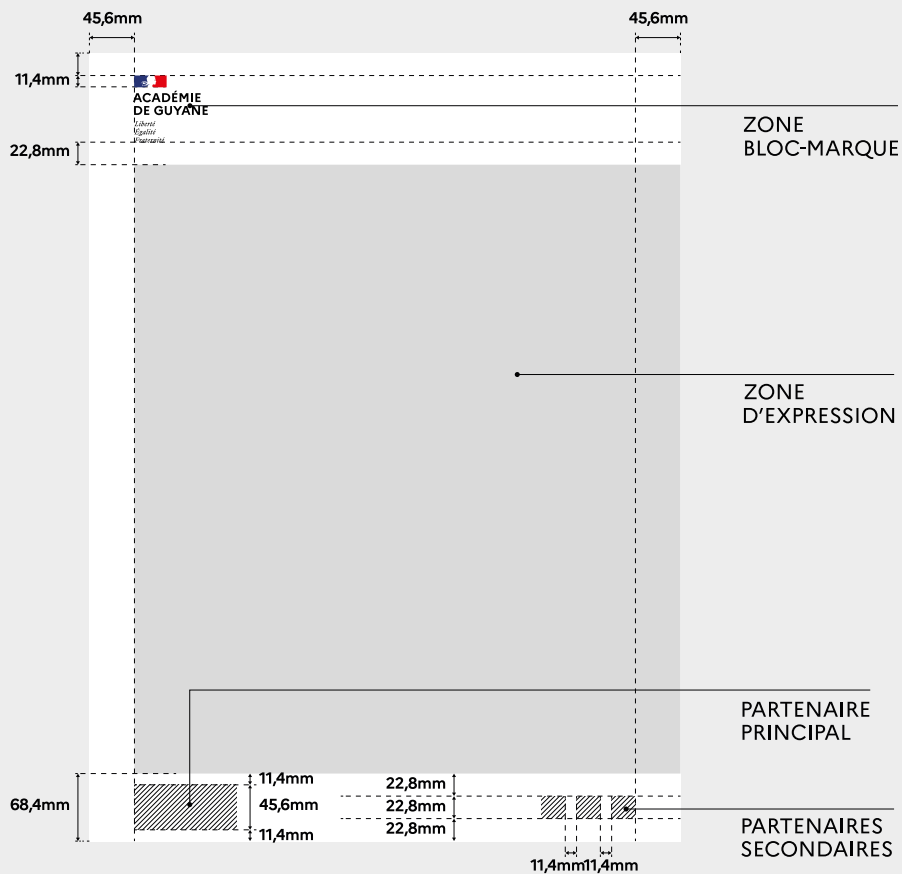 45,6mm
45,6mm
11,4mm
ACADÉMIE
DE GUYANE
Liberté
Égalité
Fraternité
ZONE
BLOC-MARQUE
22,8mm
ZONE
D'EXPRESSION
PARTENAIRE
PRINCIPAL
11,4mm
22,8mm
68,4mm
45,6mm
22,8mm
11,4mm
22,8mm
PARTENAIRES
SECONDAIRES
11,4mm
11,4mm